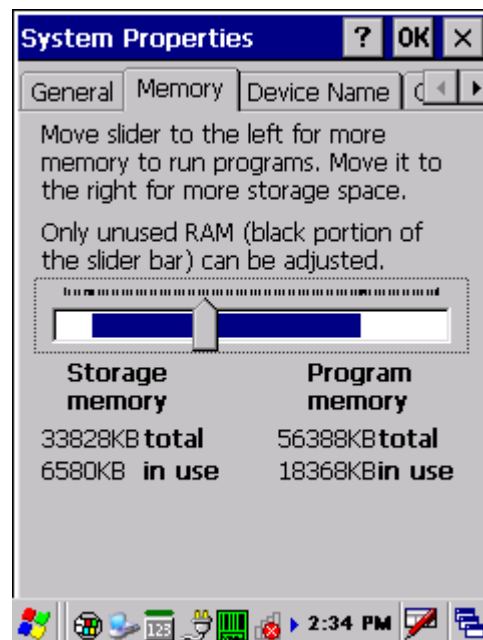 System Properties ? OK ×
General Memory Device Name
Move slider to the left for more
memory to run programs. Move it to
the right for more storage space.
Only unused RAM (black portion of
the slider bar) can be adjusted.
Storage Program
memory memory
33828KB total 56388KB total
6580KB in use 18368KB in use
123 2:34 PM